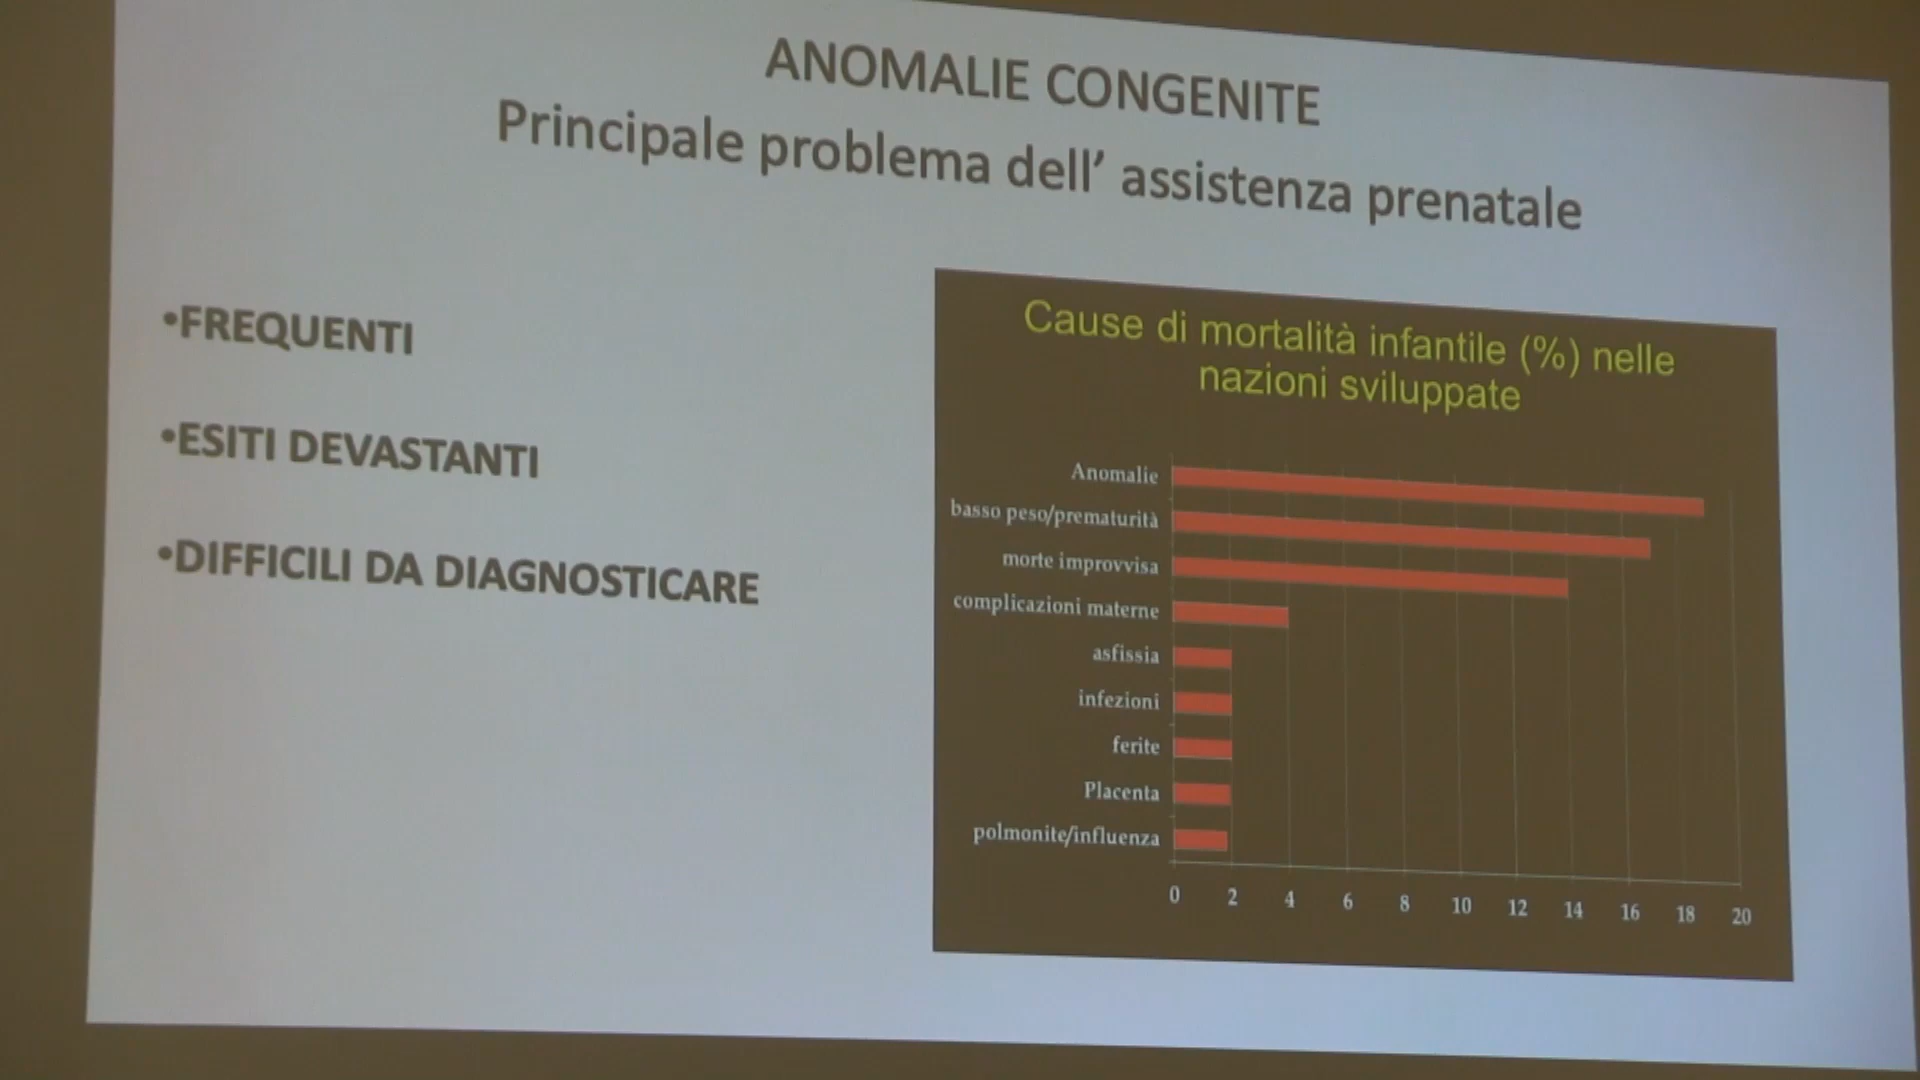 ANOMALIE CONGENITE
Principale problema dell’ assistenza prenatale
•FREQUENTI
•ESITI DEVASTANTI
•DIFFICILI DA DIAGNOSTICARE
Cause di mortalità infantile (%) nelle
nazioni sviluppate
Anomalie
basso peso/prematurità
morte improvvisa
complicazioni materne
asfissia
infezioni
ferite
Placenta
polmonite/influenza
0 2 4 6 8 10 12 14 16 18 20